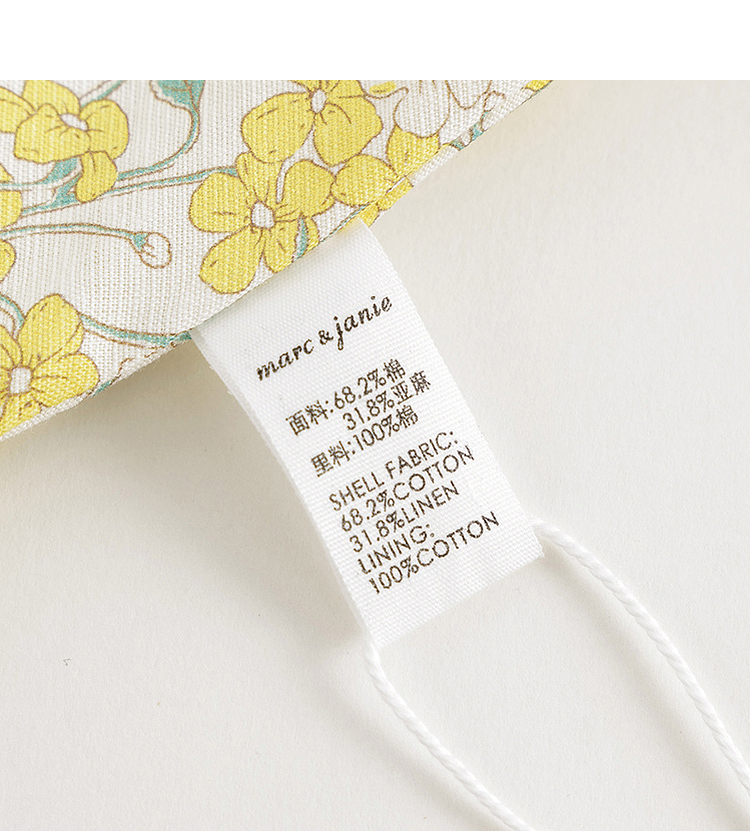 marc & janie
面料:68.2%棉
31.8%亚麻
里料:100%棉
SHELL FABRIC:
68.2%COTTON
31.8%LINEN
LINING:
100%COTTON